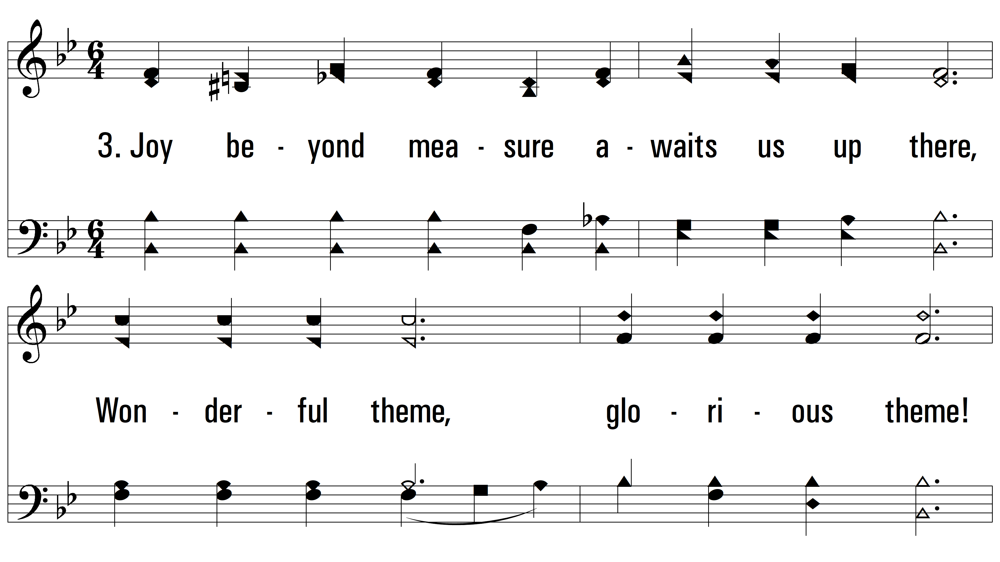 3. Joy be - yond mea - sure a - waits us up there,
Won - der - ful theme, glo - ri - ous theme!